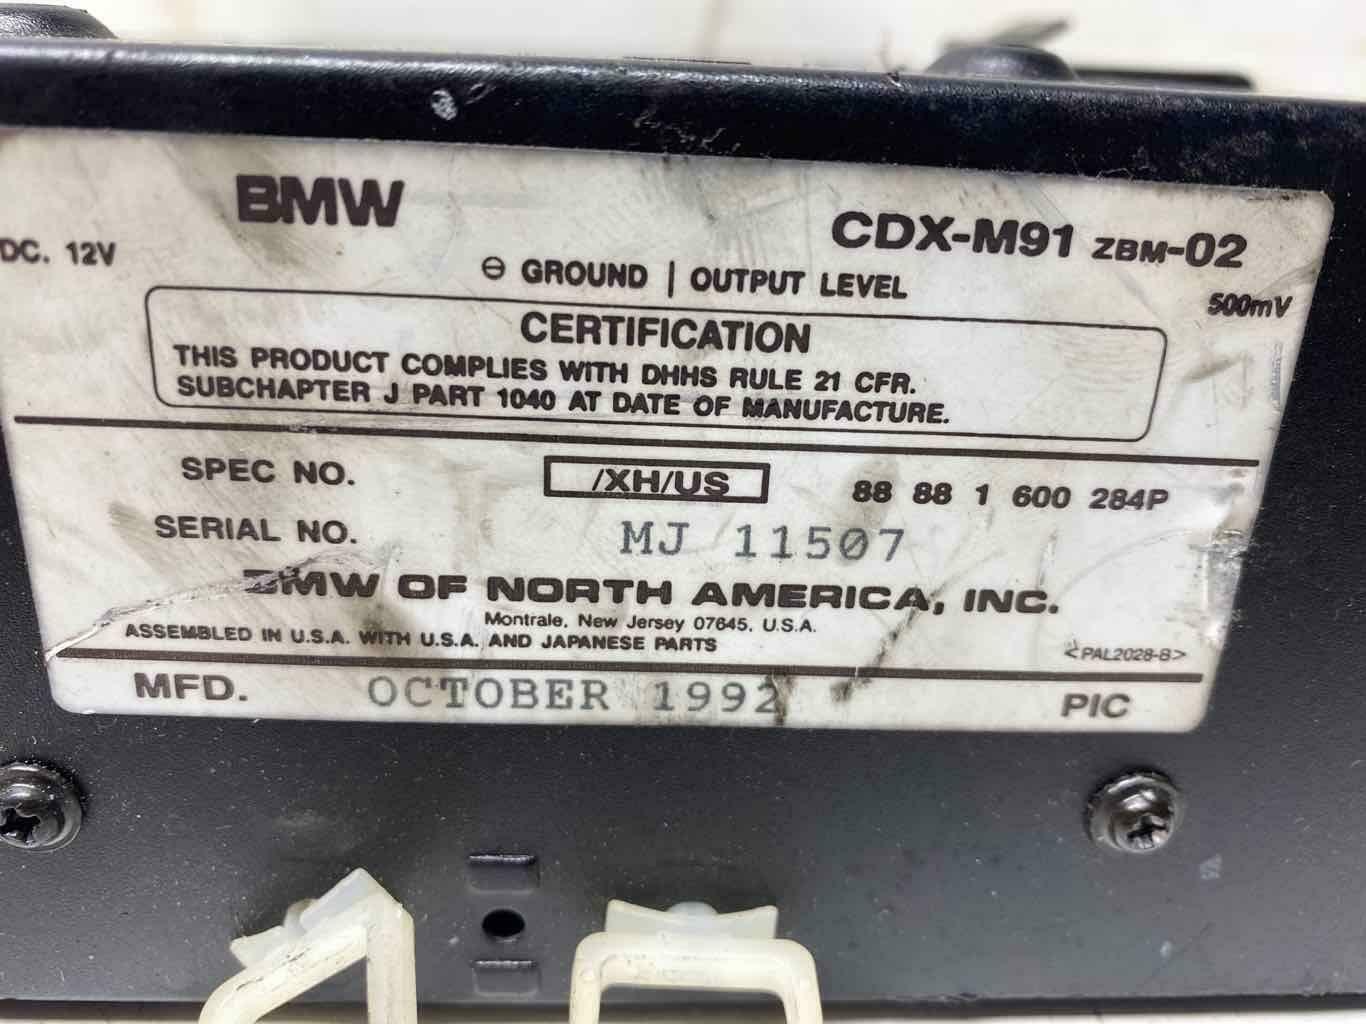 BMW
CDX-M91 ZBM-02
DC. 12V
⊖ GROUND | OUTPUT LEVEL
500mV
CERTIFICATION
THIS PRODUCT COMPLIES WITH DHHS RULE 21 CFR.
SUBCHAPTER J PART 1040 AT DATE OF MANUFACTURE.
SPEC NO. /XH/US 88 88 1 600 284P
SERIAL NO. MJ 11507
BMW OF NORTH AMERICA, INC.
Montrale, New Jersey 07645, U.S.A.
ASSEMBLED IN U.S.A. WITH U.S.A. AND JAPANESE PARTS
<PAL2028-B>
MFD. OCTOBER 1992 PIC